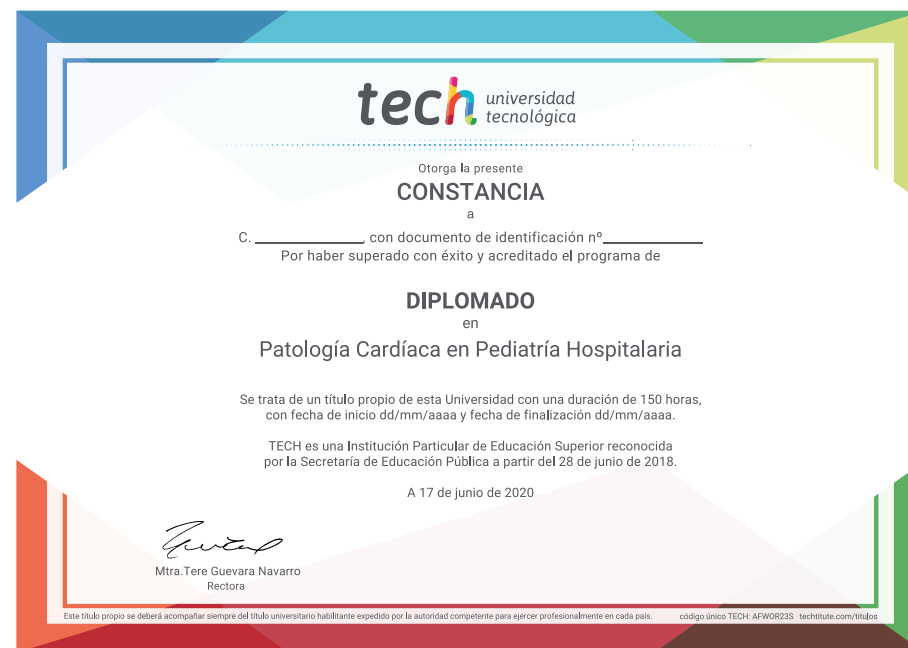 tech universidad
tecnológica
Otorga la presente
CONSTANCIA
a
C. ______________, con documento de identificación nº_____________
Por haber superado con éxito y acreditado el programa de
DIPLOMADO
en
Patología Cardíaca en Pediatría Hospitalaria
Se trata de un título propio de esta Universidad con una duración de 150 horas,
con fecha de inicio dd/mm/aaaa y fecha de finalización dd/mm/aaaa.
TECH es una Institución Particular de Educación Superior reconocida
por la Secretaría de Educación Pública a partir del 28 de junio de 2018.
A 17 de junio de 2020
Mtra.Tere Guevara Navarro
Rectora
Este título propio se deberá acompañar siempre del título universitario habilitante expedido por la autoridad competente para ejercer profesionalmente en cada país. código único TECH: AFWOR23S techtitute.com/titulos